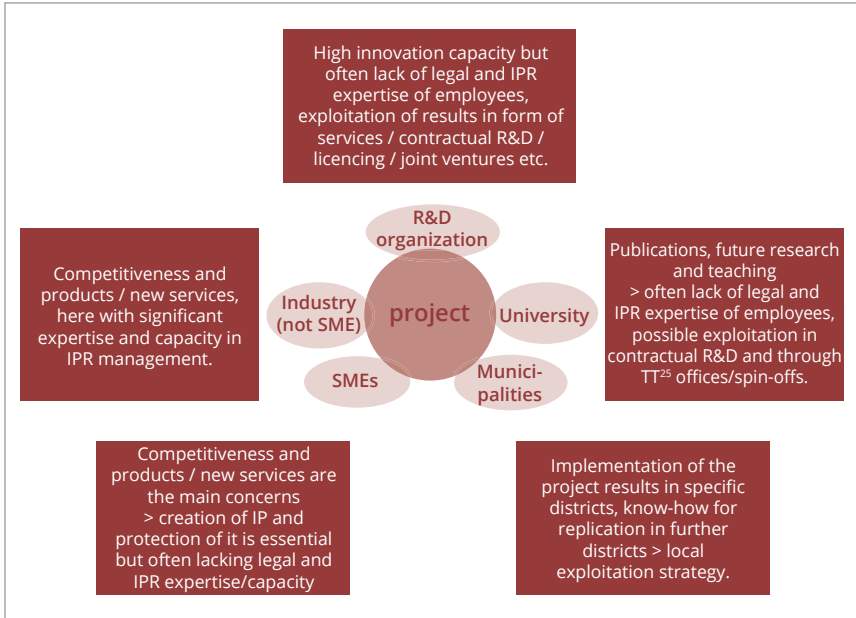 High innovation capacity but
often lack of legal and IPR
expertise of employees,
exploitation of results in form of
services / contractual R&D /
licencing / joint ventures etc.
R&D
organization
Competitiveness and
products / new services,
here with significant
expertise and capacity in
IPR management.
Industry
(not SME)
project
University
Publications, future research
and teaching
> often lack of legal and
IPR expertise of employees,
possible exploitation in
contractual R&D and through
TT²⁵ offices/spin-offs.
SMEs
Munici-
palities
Competitiveness and
products / new services are
the main concerns
> creation of IP and
protection of it is essential
but often lacking legal and
IPR expertise/capacity
Implementation of the
project results in specific
districts, know-how for
replication in further
districts > local
exploitation strategy.